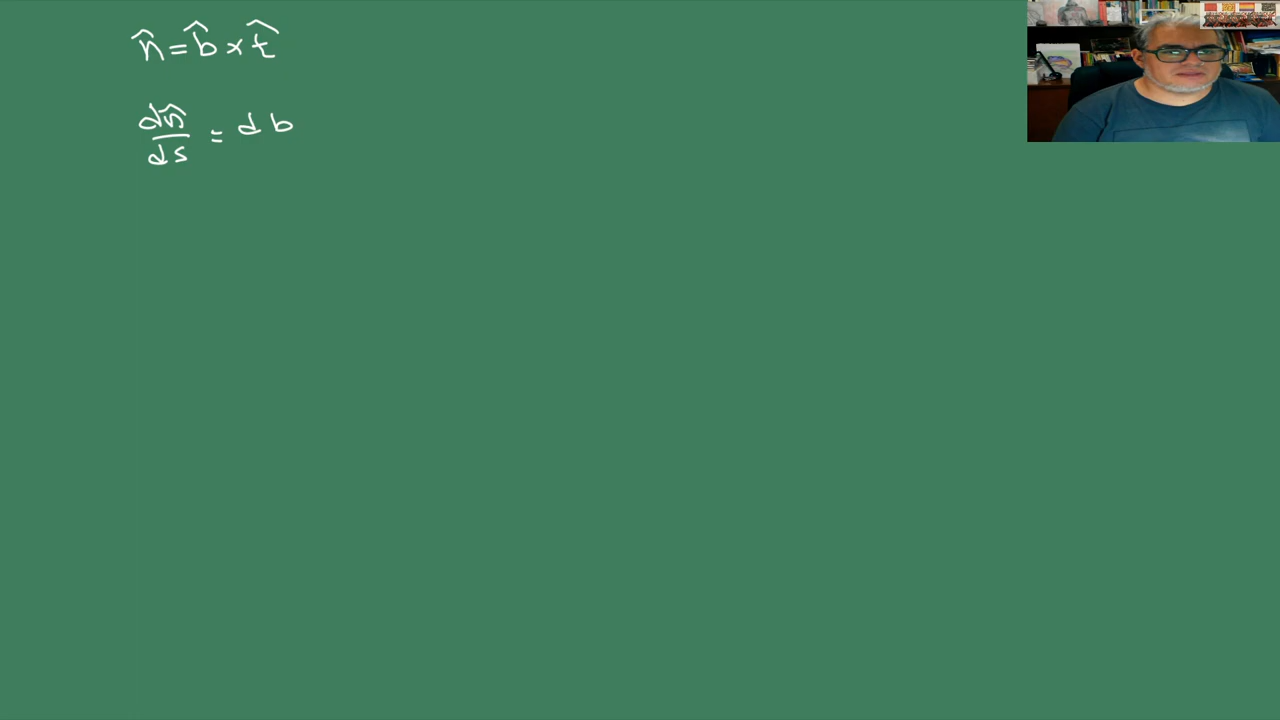 n̂ = b̂ × t̂
dn̂/ds = d b